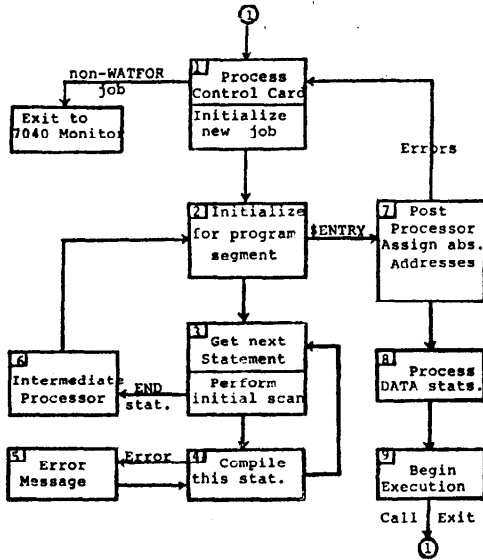 1
1 Process
Control Card
Initialize
new job
non-WATFOR
job
Exit to
7040 Monitor
Errors
2 Initialize
for program
segment
$ENTRY
7 Post
Processor
Assign abs.
Addresses
3
Get next
Statement
Perform
initial scan
END
stat.
6
Intermediate
Processor
8
Process
DATA stats.
5
Error
Message
Error
4 Compile
this stat.
9
Begin
Execution
Call Exit
1